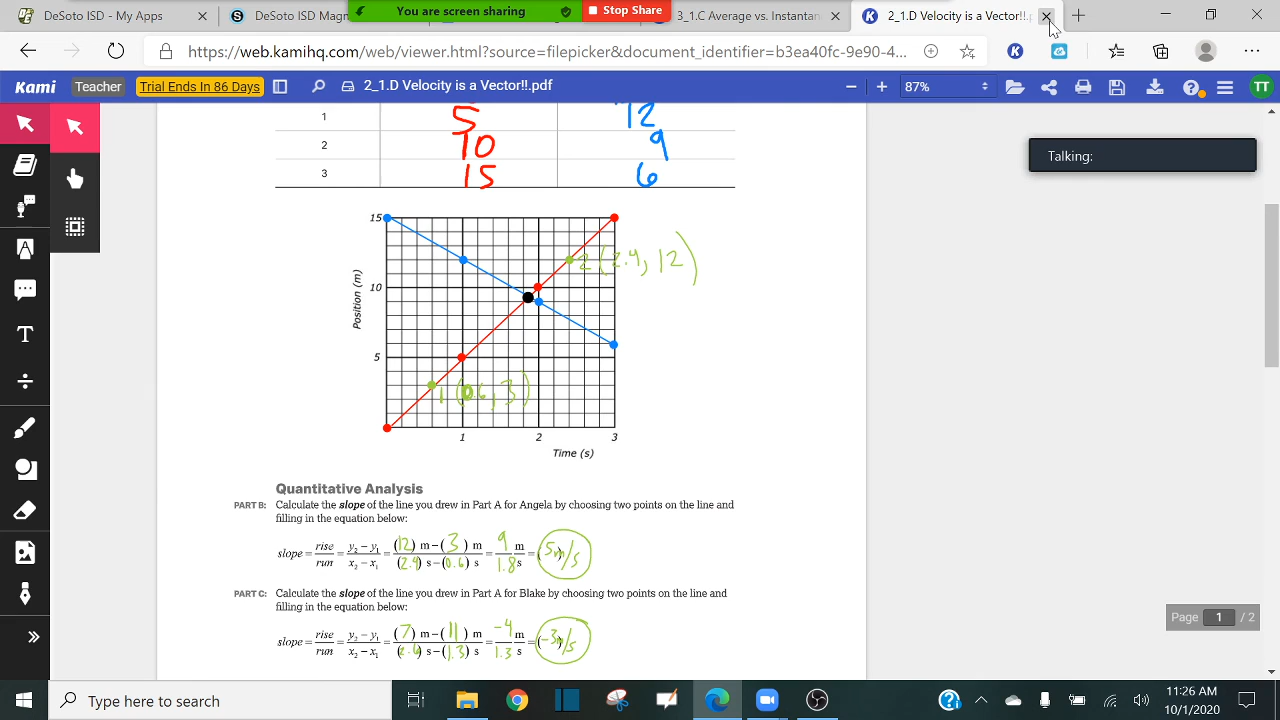 DeSoto ISD - M
DeSoto ISD M
You are screen sharing
Stop Share
3_1.C Average vs. Instantan
2_1.D Velocity is a Vector!!.
https://web.kamihq.com/web/viewer.html?source=filepicker&document_identifier=b3ea40fc-9e90-4...
Kami
Teacher
Trial Ends In 86 Days
2_1.D Velocity is a Vector!!.pdf
87%
TT
Talking:
1 5 12
2 10 9
3 15 6
15
10
5
Position (m)
2 (2.4, 12)
1 (0.6, 3)
1 2 3
Time (s)
Quantitative Analysis
PART B: Calculate the slope of the line you drew in Part A for Angela by choosing two points on the line and
filling in the equation below:
slope = rise/run = y₂ − y₁/x₂ − x₁ = (12) m − (3) m/(2.4) s − (0.6) s = 9 m/1.8 s = (5 m/s)
PART C: Calculate the slope of the line you drew in Part A for Blake by choosing two points on the line and
filling in the equation below:
slope = rise/run = y₂ − y₁/x₂ − x₁ = (7) m − (11) m/(2.6) s − (1.3) s = −4 m/1.3 s = (−3 m/s)
Page 1 / 2
Type here to search
11:26 AM
10/1/2020